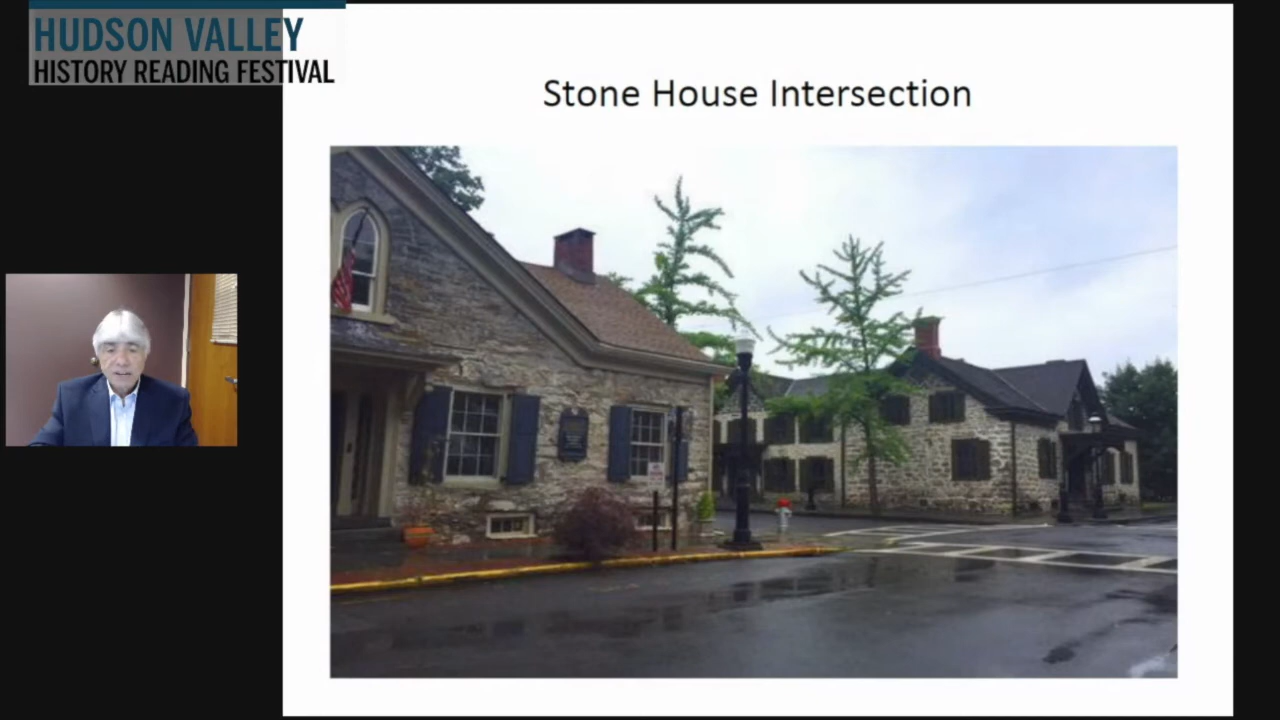 HUDSON VALLEY
HISTORY READING FESTIVAL
Stone House Intersection